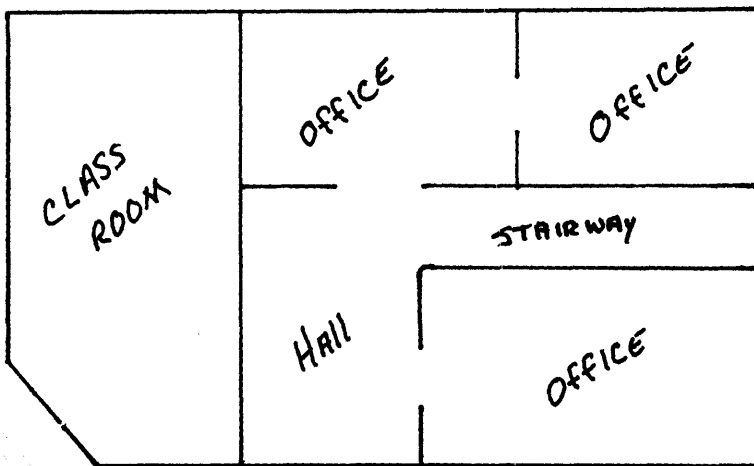 OFFICE
OFFICE
CLASS
ROOM
STAIRWAY
HAll
OFFICE